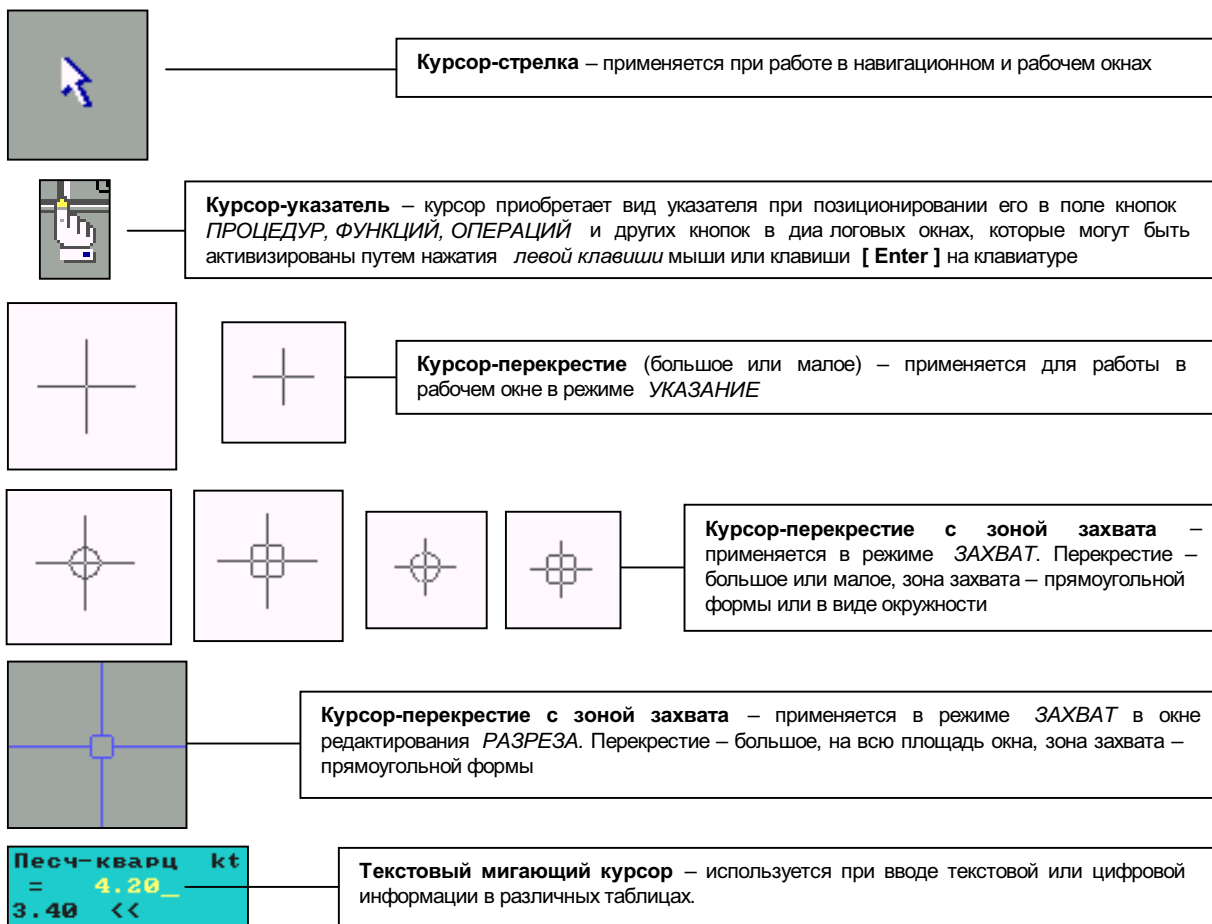 Курсор-стрелка – применяется при работе в навигационном и рабочем окнах
Курсор-указатель – курсор приобретает вид указателя при позиционировании его в поле кнопок
ПРОЦЕДУР, ФУНКЦИЙ, ОПЕРАЦИЙ и других кнопок в диа логовых окнах, которые могут быть
активизированы путем нажатия левой клавиши мыши или клавиши [ Enter ] на клавиатуре
Курсор-перекрестие (большое или малое) – применяется для работы в
рабочем окне в режиме УКАЗАНИЕ
Курсор-перекрестие с зоной захвата –
применяется в режиме ЗАХВАТ. Перекрестие –
большое или малое, зона захвата – прямоугольной
формы или в виде окружности
Курсор-перекрестие с зоной захвата – применяется в режиме ЗАХВАТ в окне
редактирования РАЗРЕЗА. Перекрестие – большое, на всю площадь окна, зона захвата –
прямоугольной формы
Песч-кварц kt
= 4.20_
3.40 <<
Текстовый мигающий курсор – используется при вводе текстовой или цифровой
информации в различных таблицах.